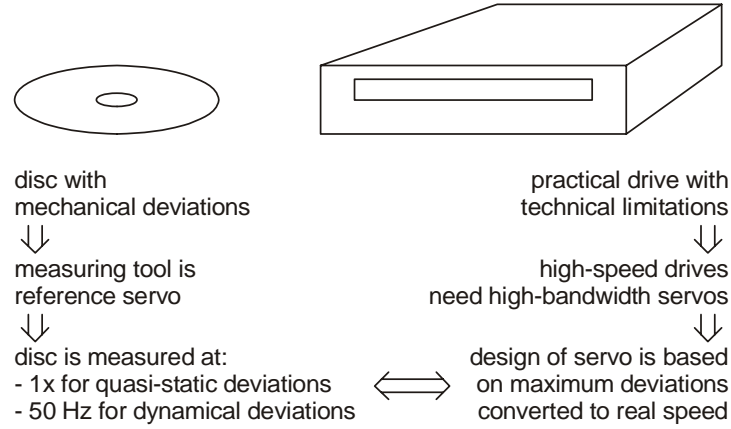 disc with
mechanical deviations
measuring tool is
reference servo
disc is measured at:
- 1x for quasi-static deviations
- 50 Hz for dynamical deviations
practical drive with
technical limitations
high-speed drives
need high-bandwidth servos
design of servo is based
on maximum deviations
converted to real speed